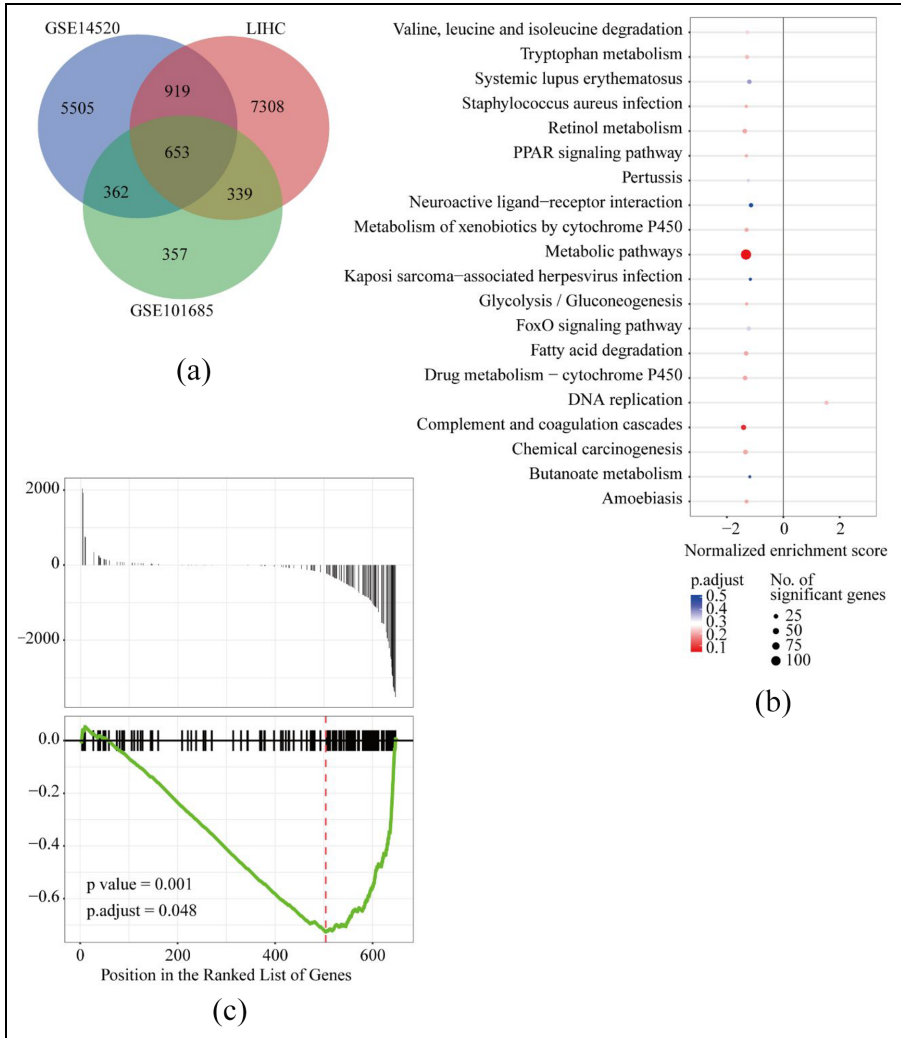 GSE14520
LIHC
919
5505
7308
653
362
339
357
GSE101685
(a)
Valine, leucine and isoleucine degradation
Tryptophan metabolism
Systemic lupus erythematosus
Staphylococcus aureus infection
Retinol metabolism
PPAR signaling pathway
Pertussis
Neuroactive ligand−receptor interaction
Metabolism of xenobiotics by cytochrome P450
Metabolic pathways
Kaposi sarcoma−associated herpesvirus infection
Glycolysis / Gluconeogenesis
FoxO signaling pathway
Fatty acid degradation
Drug metabolism − cytochrome P450
DNA replication
Complement and coagulation cascades
Chemical carcinogenesis
Butanoate metabolism
Amoebiasis
−2 0 2
Normalized enrichment score
p.adjust
0.5
0.4
0.3
0.2
0.1
No. of
significant genes
25
50
75
100
(b)
2000
0
−2000
0.0
−0.2
−0.4
−0.6
p value = 0.001
p.adjust = 0.048
0 200 400 600
Position in the Ranked List of Genes
(c)